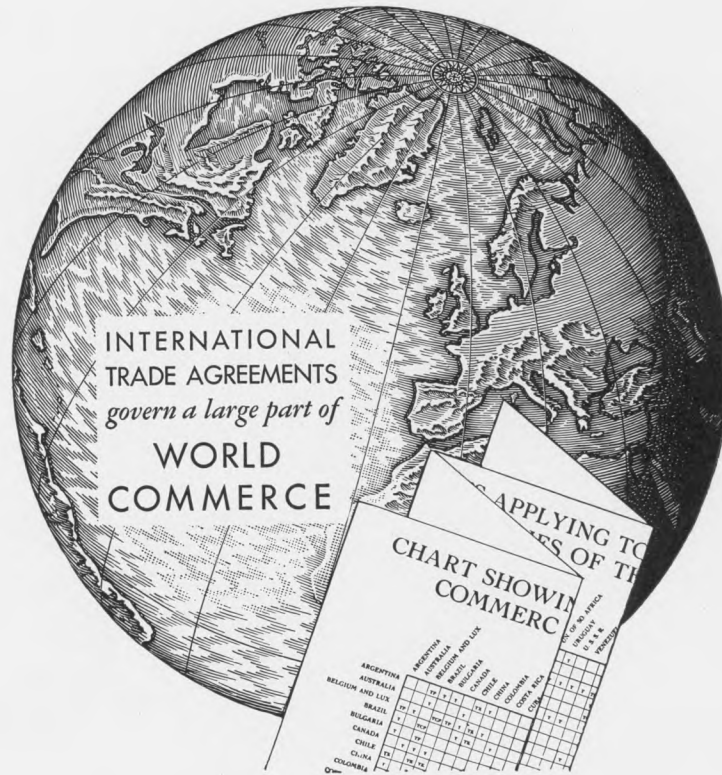 INTERNATIONAL
TRADE AGREEMENTS
govern a large part of
WORLD
COMMERCE
APPLYING TO
OF
CHART SHOWIN
COMMERC
ARGENTINA
AUSTRALIA
BELGIUM AND LUX
BRAZIL
BULGARIA
CANADA
CHILE
CHINA
COLOMBIA
COSTA RICA
SO. AFRICA
URUGUAY
U. S. S. R.
ARGENTINA
AUSTRALIA
BELGIUM AND LUX
BRAZIL
BULGARIA
CANADA
CHILE
CHINA
COLOMBIA